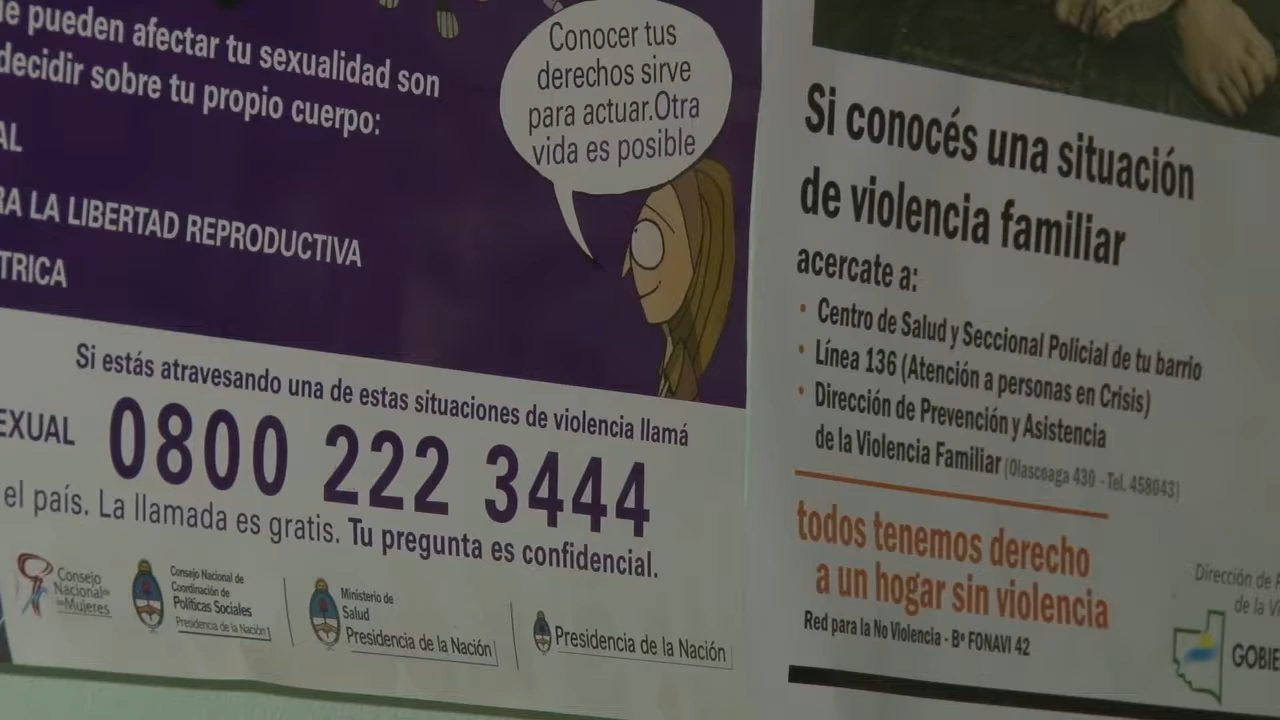 pueden afectar tu sexualidad son
decidir sobre tu propio cuerpo:
LA LIBERTAD REPRODUCTIVA
Conocer tus
derechos sirve
para actuar.Otra
vida es posible
Si estás atravesando una de estas situaciones de violencia llamá
0800 222 3444
el país. La llamada es gratis. Tu pregunta es confidencial.
Consejo
Nacional de
Mujeres
Consejo Nacional de
Coordinación de
Políticas Sociales
Presidencia de la Nación
Ministerio de
Salud
Presidencia de la Nación
Presidencia de la Nación
Si conocés una situación
de violencia familiar
acercate a:
• Centro de Salud y Seccional Policial de tu barrio
• Línea 136 (Atención a personas en Crisis)
• Dirección de Prevención y Asistencia
de la Violencia Familiar (Olascoaga 430 - Tel. 458043)
todos tenemos derecho
a un hogar sin violencia
Red para la No Violencia - Bº FONAVI 42
Dirección de
de la